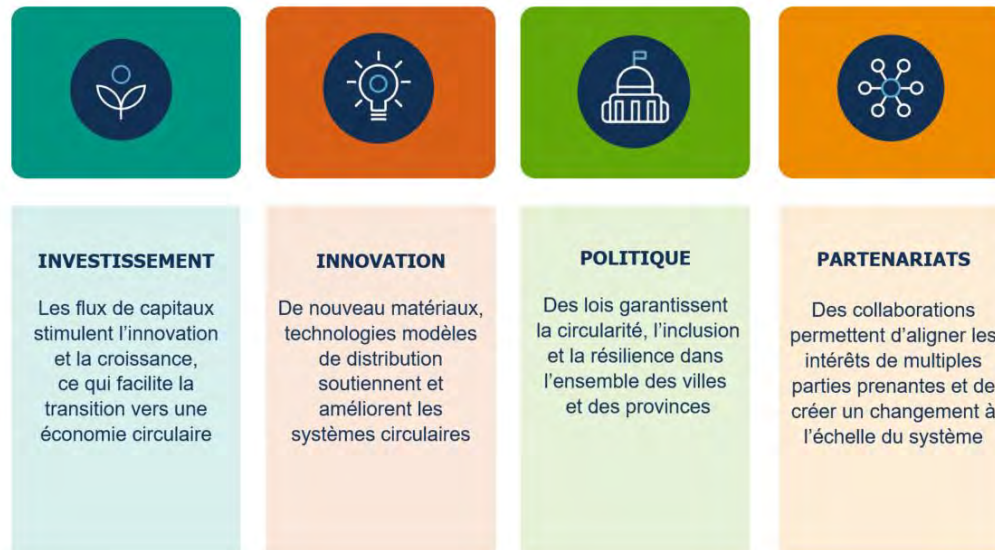 INVESTISSEMENT
Les flux de capitaux
stimulent l’innovation
et la croissance,
ce qui facilite la
transition vers une
économie circulaire
INNOVATION
De nouveau matériaux,
technologies modèles
de distribution
soutiennent et
améliorent les
systèmes circulaires
POLITIQUE
Des lois garantissent
la circularité, l’inclusion
et la résilience dans
l’ensemble des villes
et des provinces
PARTENARIATS
Des collaborations
permettent d’aligner les
intérêts de multiples
parties prenantes et de
créer un changement à
l’échelle du système